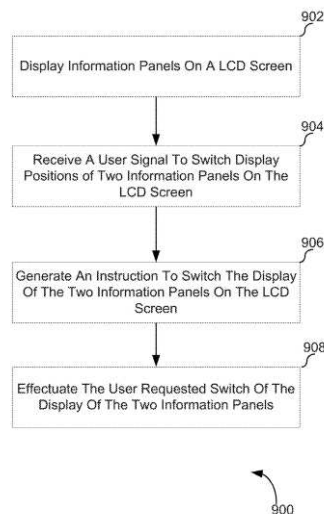 902
Display Information Panels On A LCD Screen
904
Receive A User Signal To Switch Display
Positions of Two Information Panels On The
LCD Screen
906
Generate An Instruction To Switch The Display
Of The Two Information Panels On The LCD
Screen
908
Effectuate The User Requested Switch Of The
Display Of The Two Information Panels
900